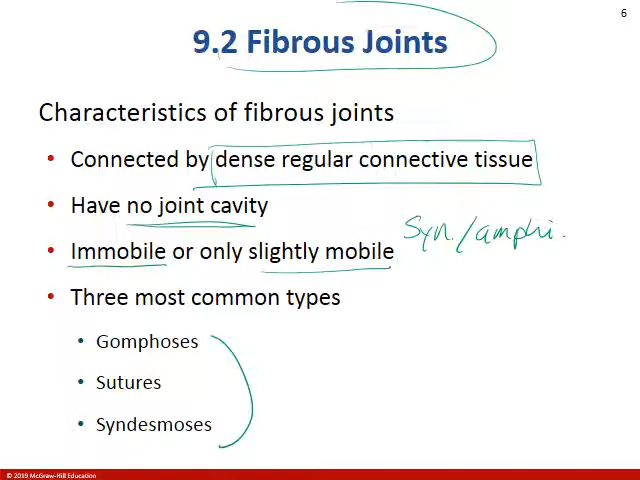 6
9.2 Fibrous Joints
Characteristics of fibrous joints
• Connected by dense regular connective tissue
• Have no joint cavity
Syn./amphi.
• Immobile or only slightly mobile
• Three most common types
• Gomphoses
• Sutures
• Syndesmoses
© 2019 McGraw-Hill Education